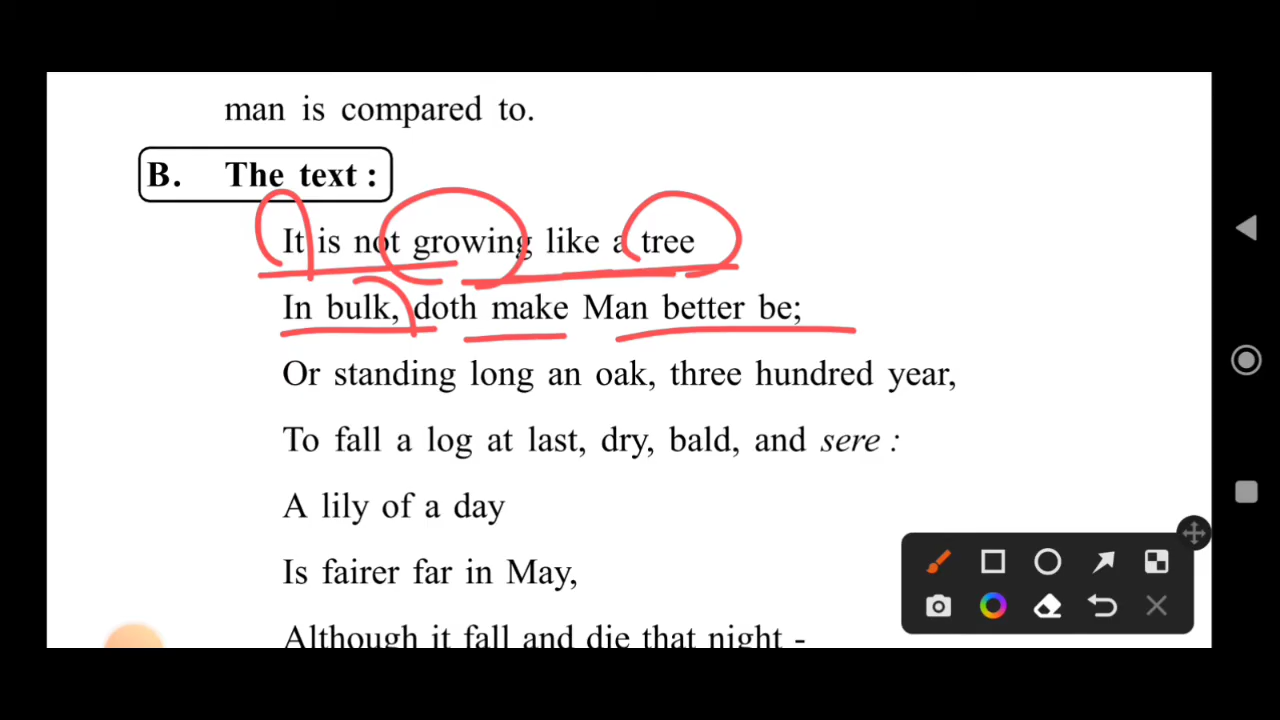 man is compared to.
B. The text :
It is not growing like a tree
In bulk, doth make Man better be;
Or standing long an oak, three hundred year,
To fall a log at last, dry, bald, and sere :
A lily of a day
Is fairer far in May,
Although it fall and die that night -